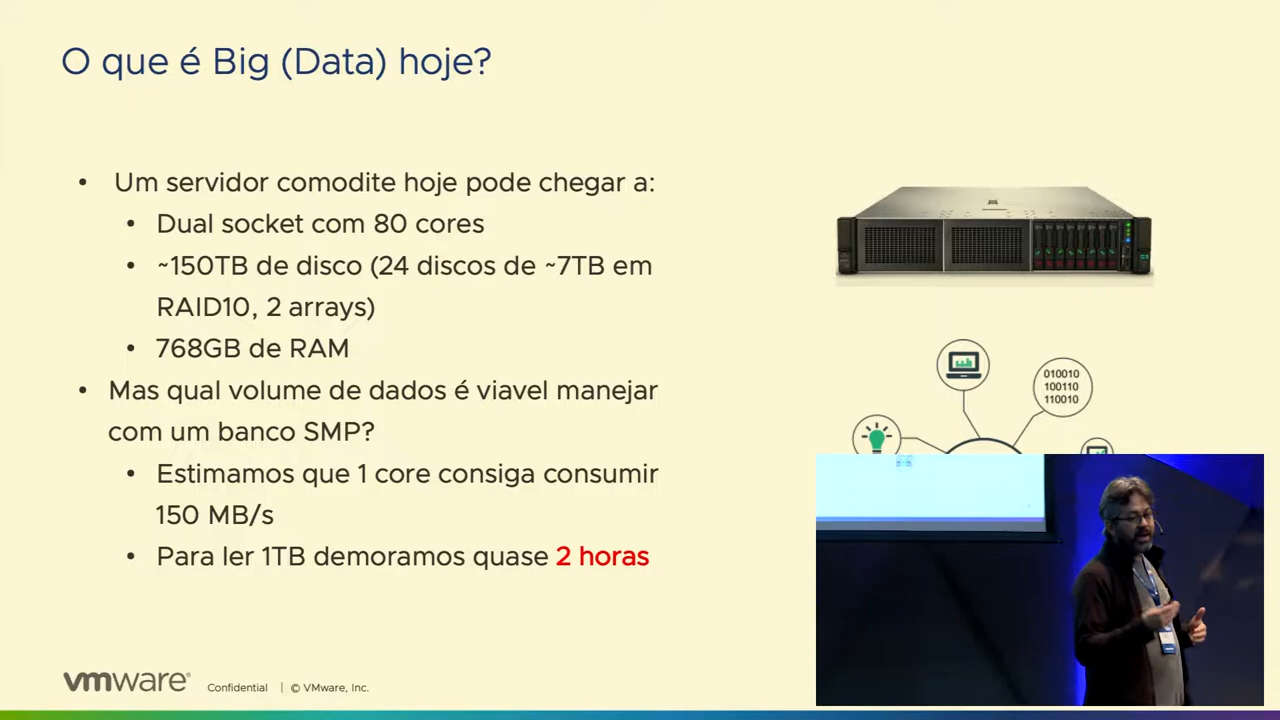 O que é Big (Data) hoje?
• Um servidor comodite hoje pode chegar a:
• Dual socket com 80 cores
• ~150TB de disco (24 discos de ~7TB em
RAID10, 2 arrays)
• 768GB de RAM
• Mas qual volume de dados é viavel manejar
com um banco SMP?
• Estimamos que 1 core consiga consumir
150 MB/s
• Para ler 1TB demoramos quase 2 horas
010010
100110
110010
vmware® Confidential | © VMware, Inc.